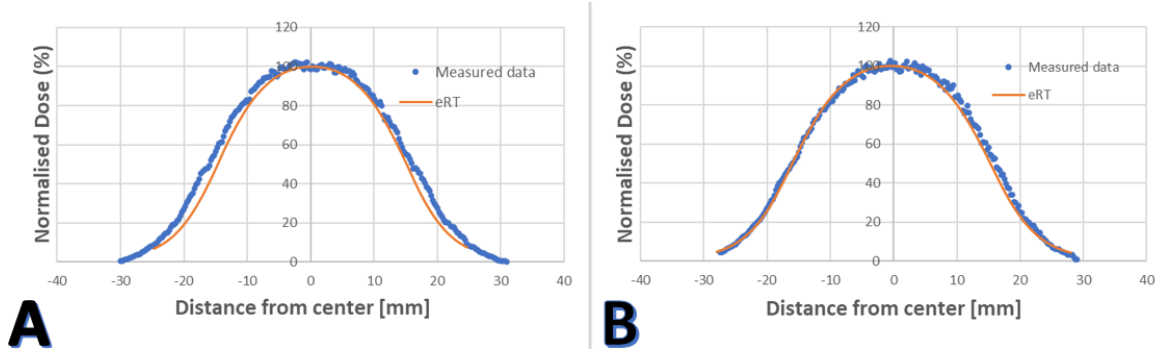 120
100
80
60
40
20
0
-40 -30 -20 -10 0 10 20 30 40
Normalised Dose (%)
Distance from center [mm]
Measured data
eRT
A
120
100
80
60
40
20
0
-40 -30 -20 -10 0 10 20 30 40
Normalised Dose (%)
Distance from center [mm]
Measured data
eRT
B